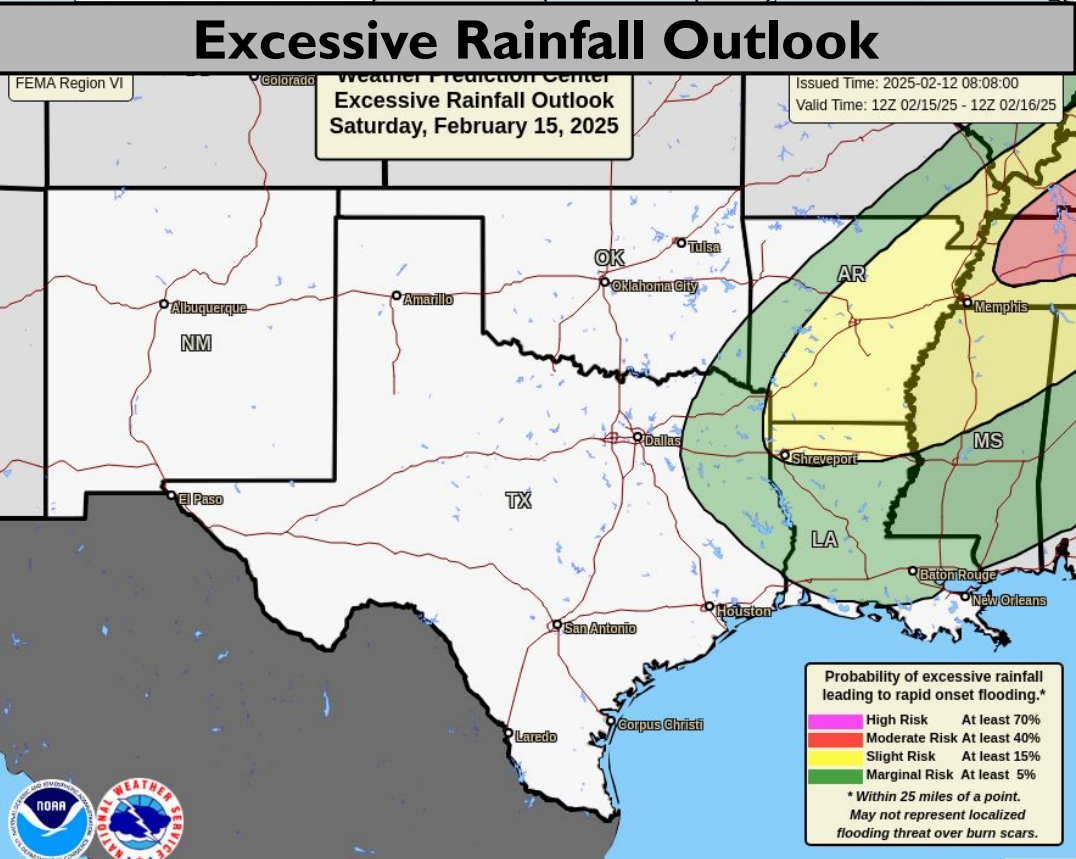 Excessive Rainfall Outlook
FEMA Region VI
Colorado
Weather Prediction Center
Excessive Rainfall Outlook
Saturday, February 15, 2025
Issued Time: 2025-02-12 08:08:00
Valid Time: 12Z 02/15/25 - 12Z 02/16/25
Tulsa
OK
AR
Oklahoma City
Amarillo
Albuquerque
Memphis
NM
Dallas
MS
Shreveport
El Paso
TX
LA
Baton Rouge
New Orleans
Houston
San Antonio
Corpus Christi
Laredo
Probability of excessive rainfall
leading to rapid onset flooding.*
High Risk At least 70%
Moderate Risk At least 40%
Slight Risk At least 15%
Marginal Risk At least 5%
* Within 25 miles of a point.
May not represent localized
flooding threat over burn scars.
NOAA
NATIONAL WEATHER SERVICE